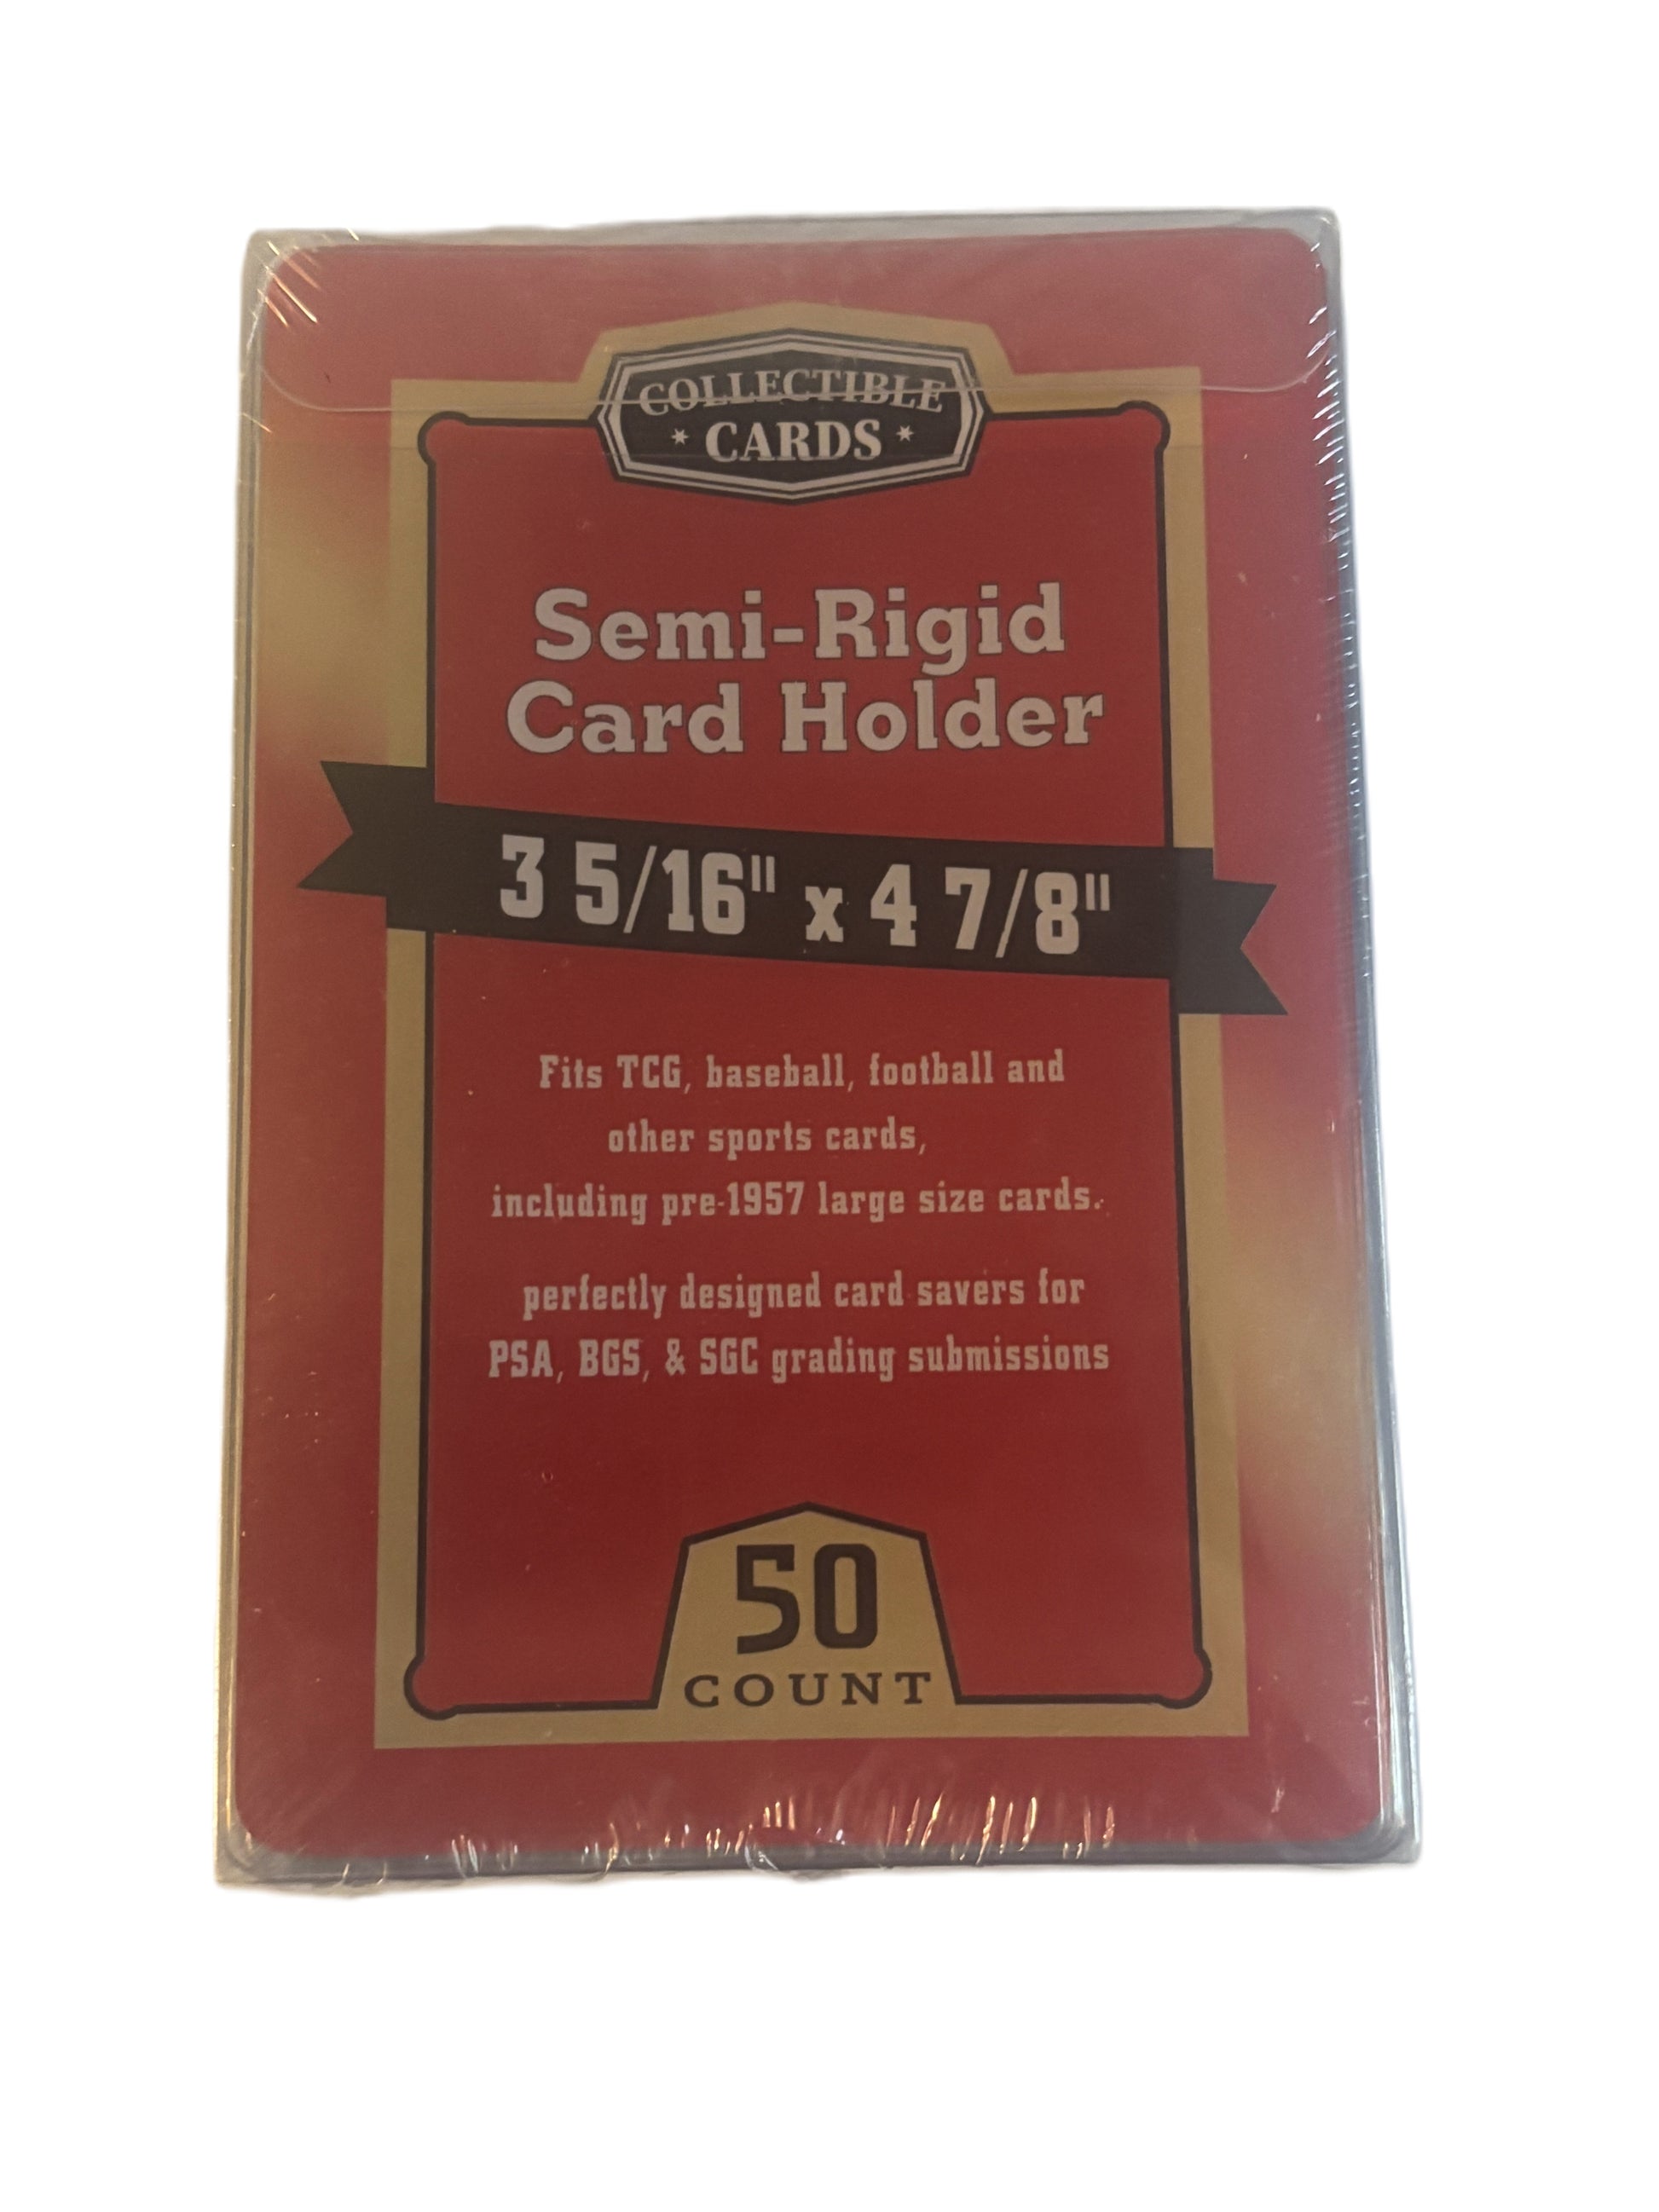 COLLECTIBLE
CARDS
Semi-Rigid
Card Holder
3 5/16" x 4 7/8"
Fits TCG, baseball, football and
other sports cards,
including pre-1957 large size cards.
perfectly designed card savers for
PSA, BGS, & SGC grading submissions
50
COUNT